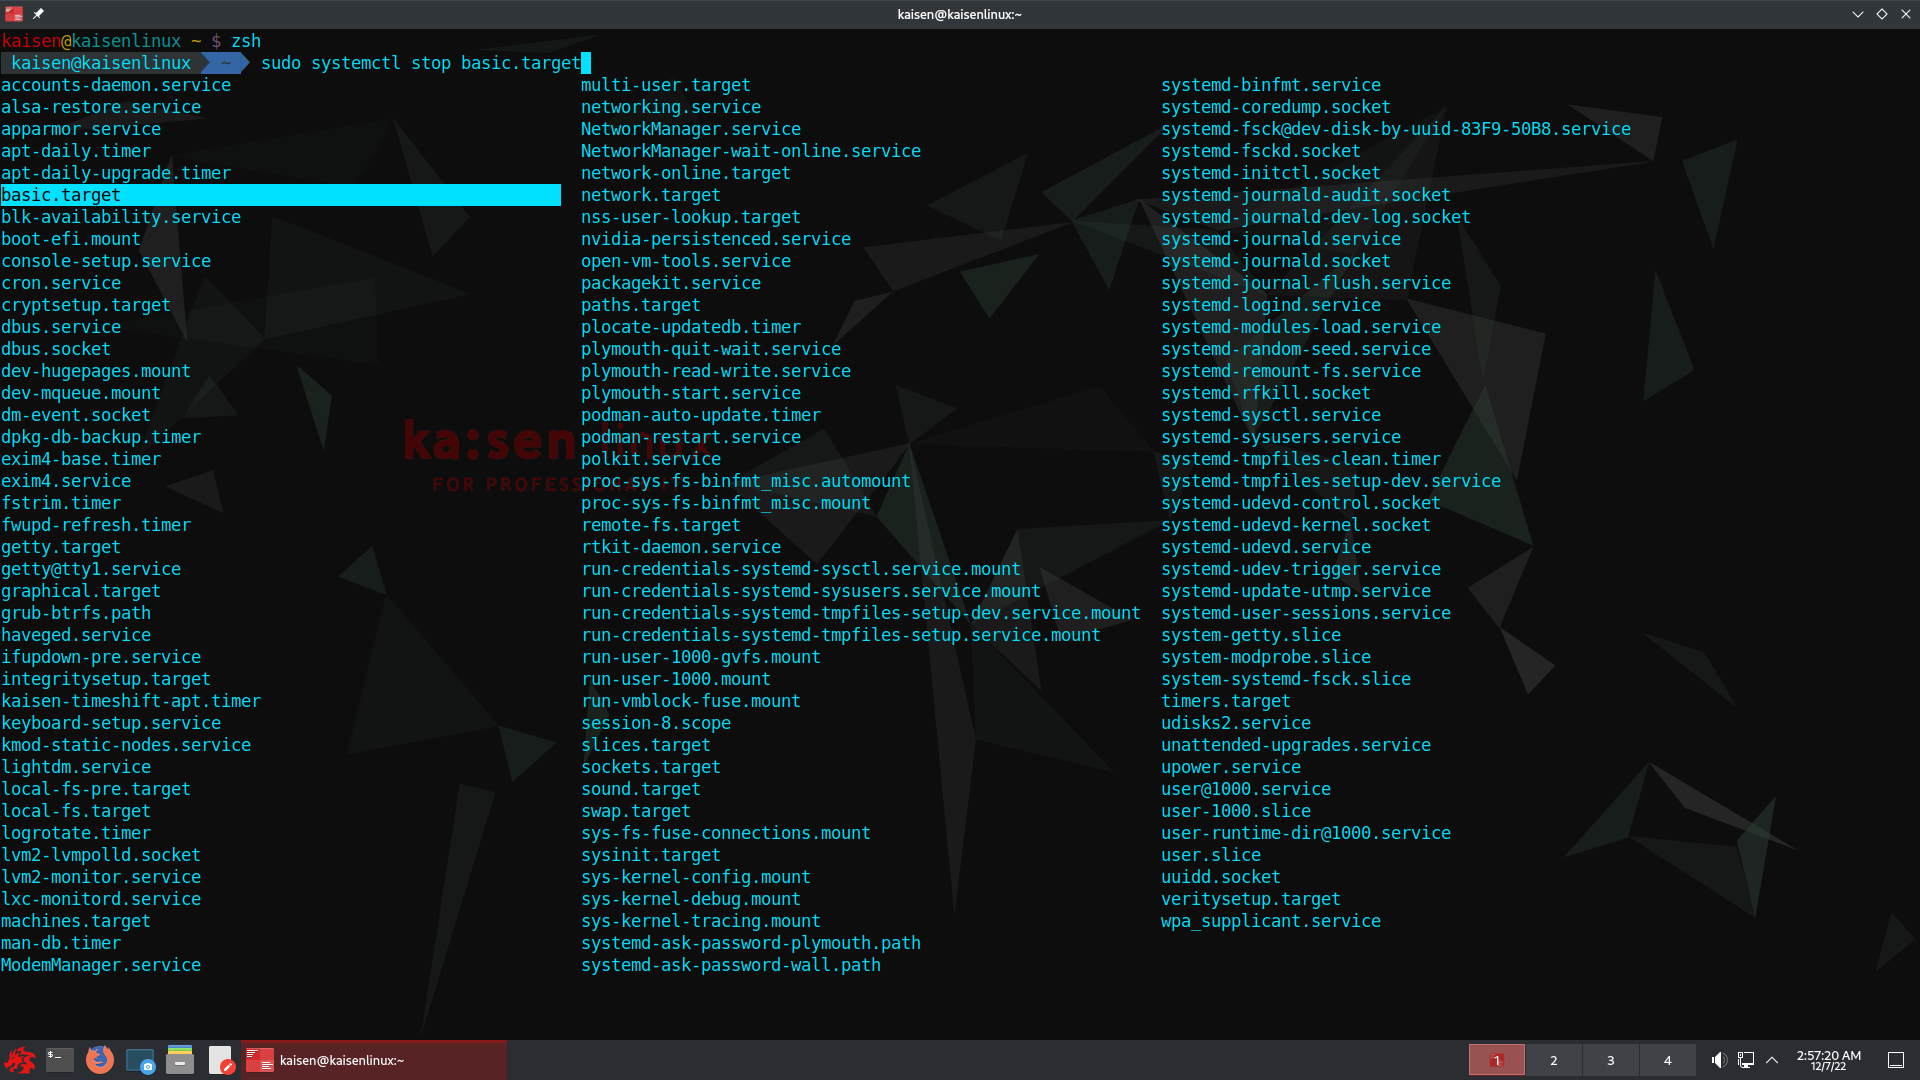 kaisen@kaisenlinux:~
kaisen@kaisenlinux ~ $ zsh
kaisen@kaisenlinux ~ sudo systemctl stop basic.target
accounts-daemon.service
alsa-restore.service
apparmor.service
apt-daily.timer
apt-daily-upgrade.timer
basic.target
blk-availability.service
boot-efi.mount
console-setup.service
cron.service
cryptsetup.target
dbus.service
dbus.socket
dev-hugepages.mount
dev-mqueue.mount
dm-event.socket
dpkg-db-backup.timer
exim4-base.timer
exim4.service
fstrim.timer
fwupd-refresh.timer
getty.target
getty@tty1.service
graphical.target
grub-btrfs.path
haveged.service
ifupdown-pre.service
integritysetup.target
kaisen-timeshift-apt.timer
keyboard-setup.service
kmod-static-nodes.service
lightdm.service
local-fs-pre.target
local-fs.target
logrotate.timer
lvm2-lvmpolld.socket
lvm2-monitor.service
lxc-monitord.service
machines.target
man-db.timer
ModemManager.service
multi-user.target
networking.service
NetworkManager.service
NetworkManager-wait-online.service
network-online.target
network.target
nss-user-lookup.target
nvidia-persistenced.service
open-vm-tools.service
packagekit.service
paths.target
plocate-updatedb.timer
plymouth-quit-wait.service
plymouth-read-write.service
plymouth-start.service
podman-auto-update.timer
podman-restart.service
polkit.service
proc-sys-fs-binfmt_misc.automount
proc-sys-fs-binfmt_misc.mount
remote-fs.target
rtkit-daemon.service
run-credentials-systemd-sysctl.service.mount
run-credentials-systemd-sysusers.service.mount
run-credentials-systemd-tmpfiles-setup-dev.service.mount
run-credentials-systemd-tmpfiles-setup.service.mount
run-user-1000-gvfs.mount
run-user-1000.mount
run-vmblock-fuse.mount
session-8.scope
slices.target
sockets.target
sound.target
swap.target
sys-fs-fuse-connections.mount
sysinit.target
sys-kernel-config.mount
sys-kernel-debug.mount
sys-kernel-tracing.mount
systemd-ask-password-plymouth.path
systemd-ask-password-wall.path
systemd-binfmt.service
systemd-coredump.socket
systemd-fsck@dev-disk-by-uuid-83F9-50B8.service
systemd-fsckd.socket
systemd-initctl.socket
systemd-journald-audit.socket
systemd-journald-dev-log.socket
systemd-journald.service
systemd-journald.socket
systemd-journal-flush.service
systemd-logind.service
systemd-modules-load.service
systemd-random-seed.service
systemd-remount-fs.service
systemd-rfkill.socket
systemd-sysctl.service
systemd-sysusers.service
systemd-tmpfiles-clean.timer
systemd-tmpfiles-setup-dev.service
systemd-udevd-control.socket
systemd-udevd-kernel.socket
systemd-udevd.service
systemd-udev-trigger.service
systemd-update-utmp.service
systemd-user-sessions.service
system-getty.slice
system-modprobe.slice
system-systemd-fsck.slice
timers.target
udisks2.service
unattended-upgrades.service
upower.service
user@1000.service
user-1000.slice
user-runtime-dir@1000.service
user.slice
uuidd.socket
veritysetup.target
wpa_supplicant.service
ka:sen linux
FOR
kaisen@kaisenlinux:~
1 2 3 4
2:57:20 AM
12/7/22